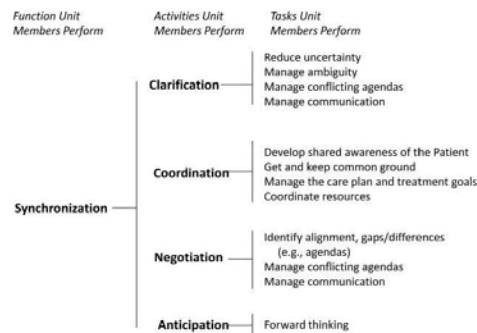 Function Unit
Members Perform
Activities Unit
Members Perform
Tasks Unit
Members Perform
Synchronization
Clarification
Reduce uncertainty
Manage ambiguity
Manage conflicting agendas
Manage communication
Coordination
Develop shared awareness of the Patient
Get and keep common ground
Manage the care plan and treatment goals
Coordinate resources
Negotiation
Identify alignment, gaps/differences
(e.g., agendas)
Manage conflicting agendas
Manage communication
Anticipation
Forward thinking